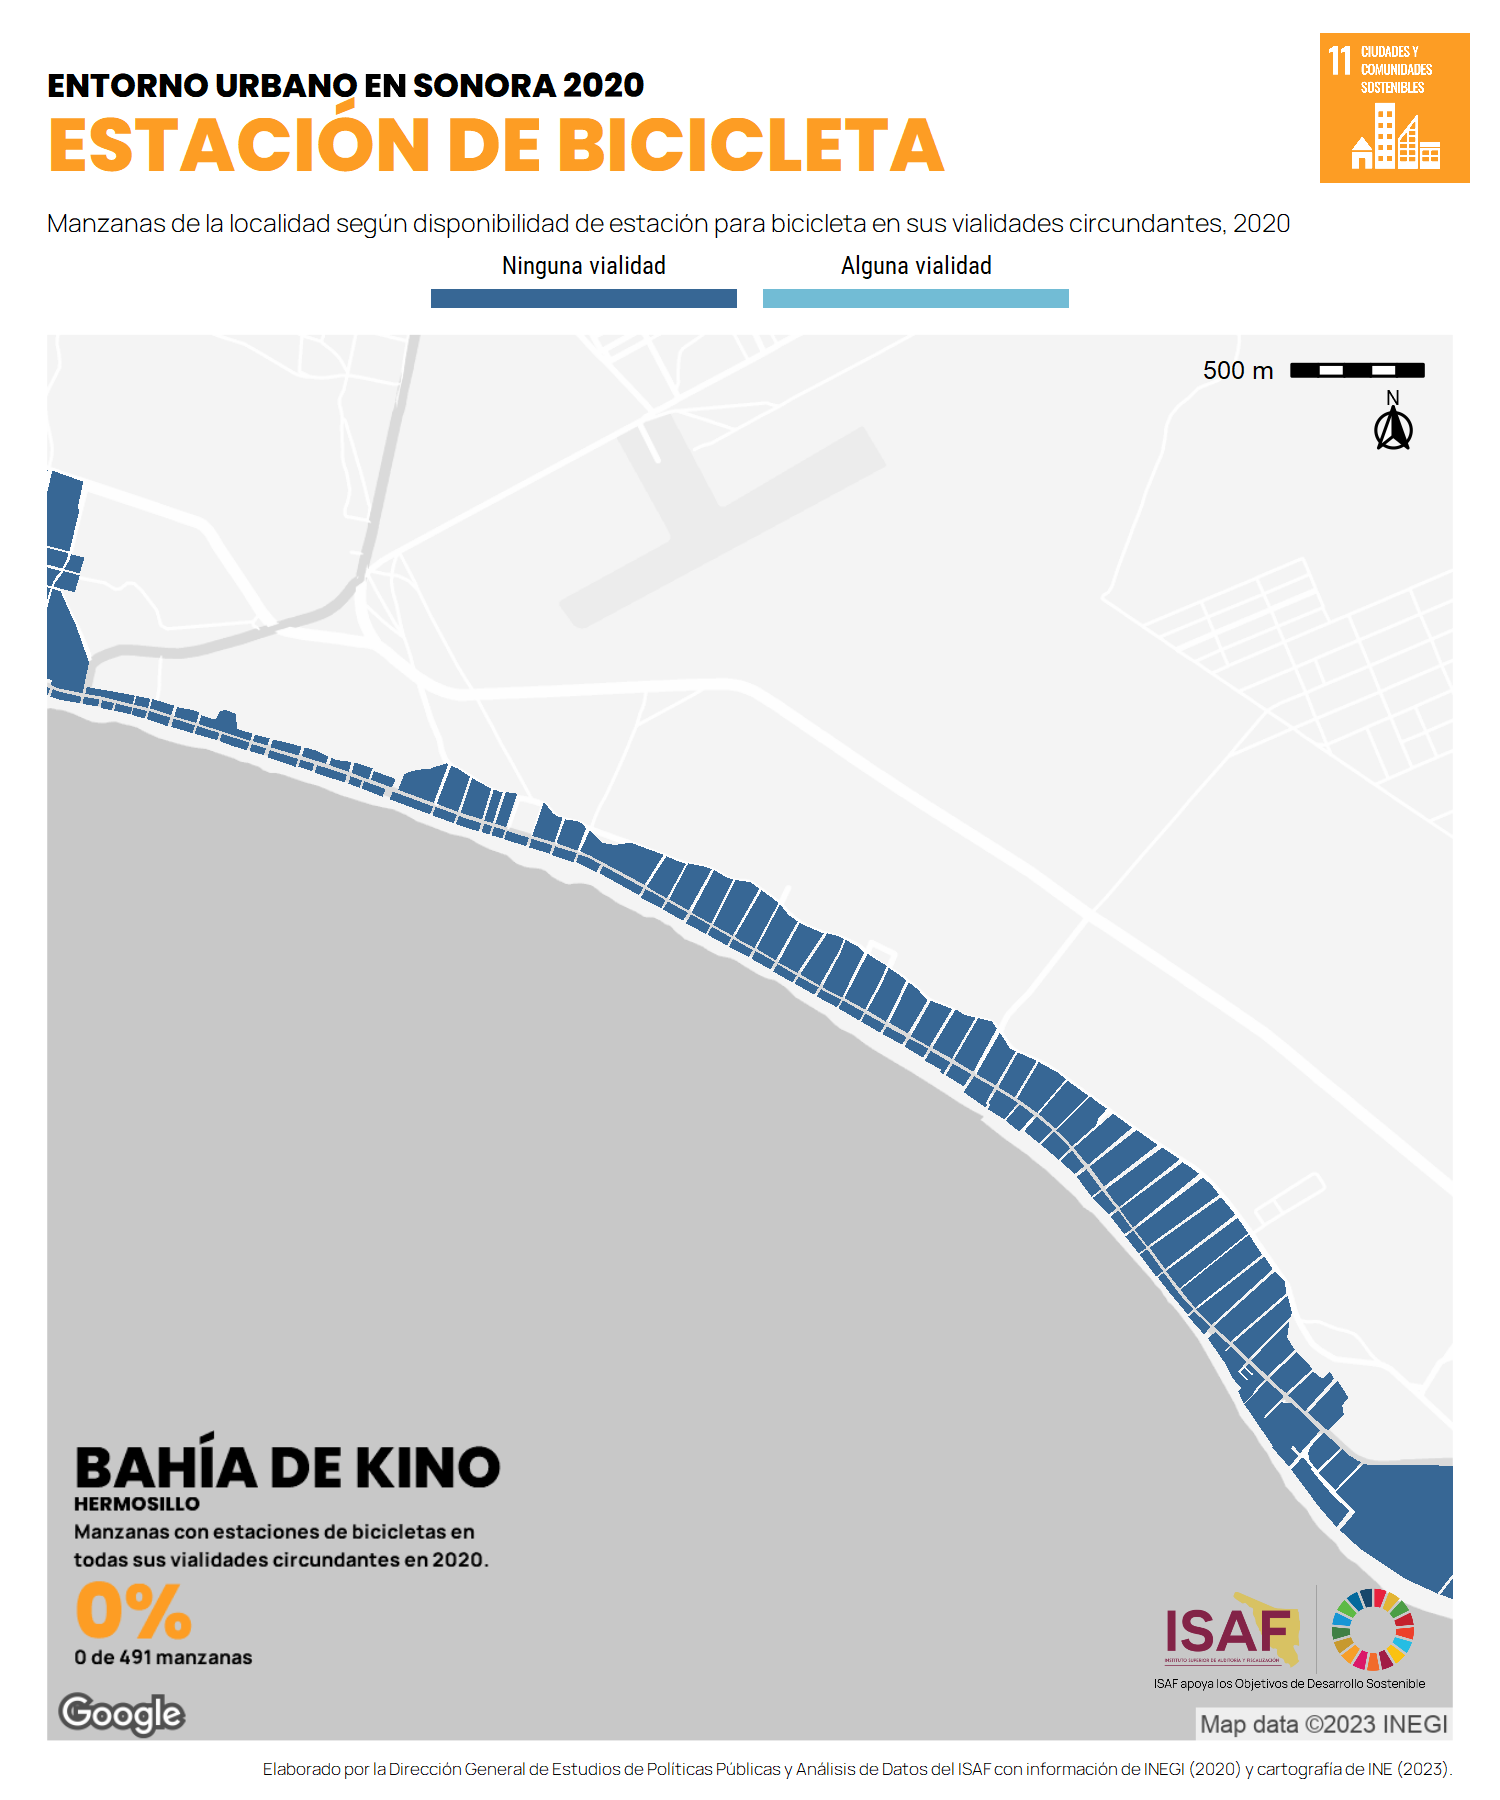 ENTORNO URBANO EN SONORA 2020
ESTACIÓN DE BICICLETA
11 CIUDADES Y
COMUNIDADES
SOSTENIBLES
Manzanas de la localidad según disponibilidad de estación para bicicleta en sus vialidades circundantes, 2020
Ninguna vialidad
Alguna vialidad
500 m
N
BAHÍA DE KINO
HERMOSILLO
Manzanas con estaciones de bicicletas en
todas sus vialidades circundantes en 2020.
0%
0 de 491 manzanas
ISAF
INSTITUTO SUPERIOR DE AUDITORÍA Y FISCALIZACIÓN
ISAF apoya los Objetivos de Desarrollo Sostenible
Google
Map data ©2023 INEGI
Elaborado por la Dirección General de Estudios de Políticas Públicas y Análisis de Datos del ISAF con información de INEGI (2020) y cartografía de INE (2023).